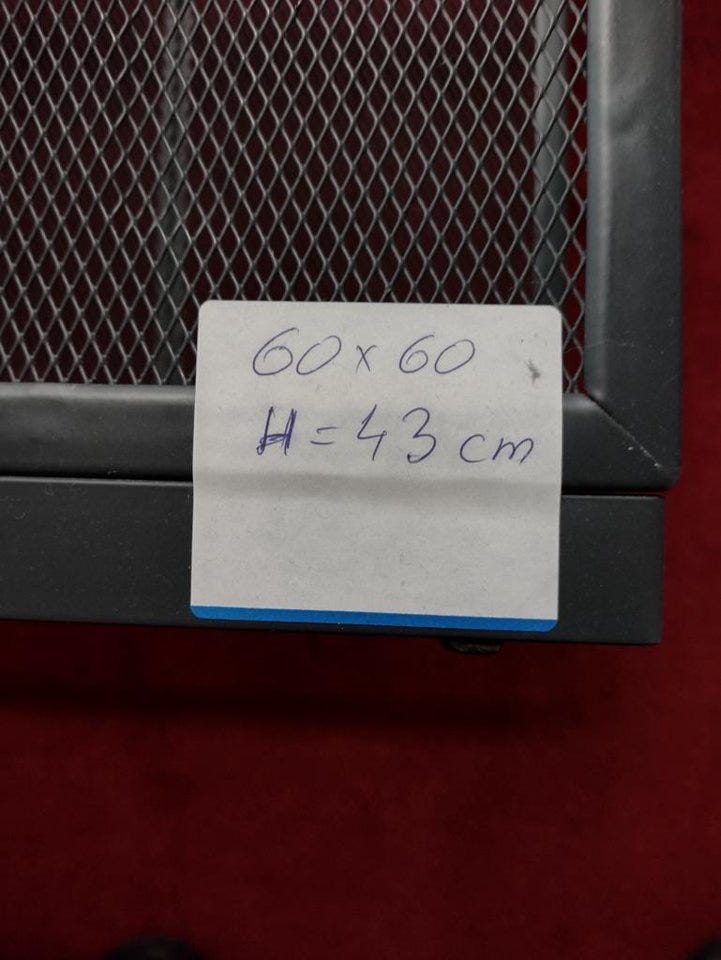 60 x 60
H = 43 cm